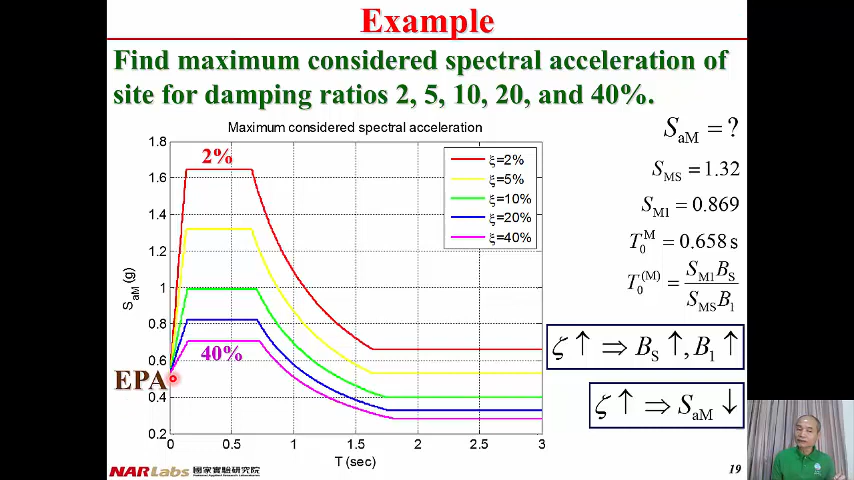 Example
Find maximum considered spectral acceleration of
site for damping ratios 2, 5, 10, 20, and 40%.
Maximum considered spectral acceleration
1.8
1.6
1.4
1.2
1
0.8
0.6
0.4
0.2
S_aM (g)
2%
40%
EPA
ξ=2%
ξ=5%
ξ=10%
ξ=20%
ξ=40%
0 0.5 1 1.5 2 2.5 3
T (sec)
S_aM = ?
S_MS = 1.32
S_M1 = 0.869
T_0^M = 0.658 s
T_0^(M) = S_M1 B_S / S_MS B_1
ζ ↑ ⇒ B_S ↑, B_1 ↑
ζ ↑ ⇒ S_aM ↓
NARLabs 國家實驗研究院
19